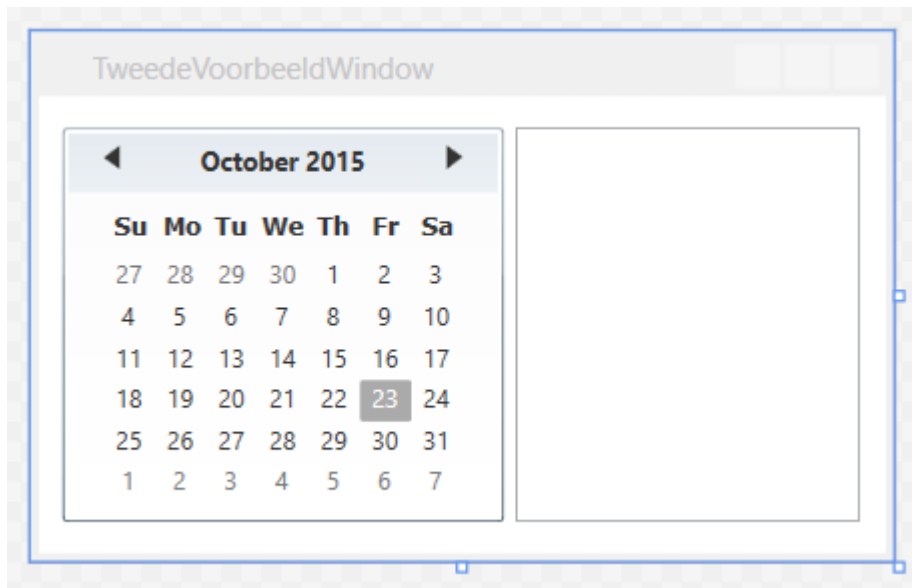 TweedeVoorbeeldWindow
October 2015
Su Mo Tu We Th Fr Sa
27 28 29 30 1 2 3
4 5 6 7 8 9 10
11 12 13 14 15 16 17
18 19 20 21 22 23 24
25 26 27 28 29 30 31
1 2 3 4 5 6 7